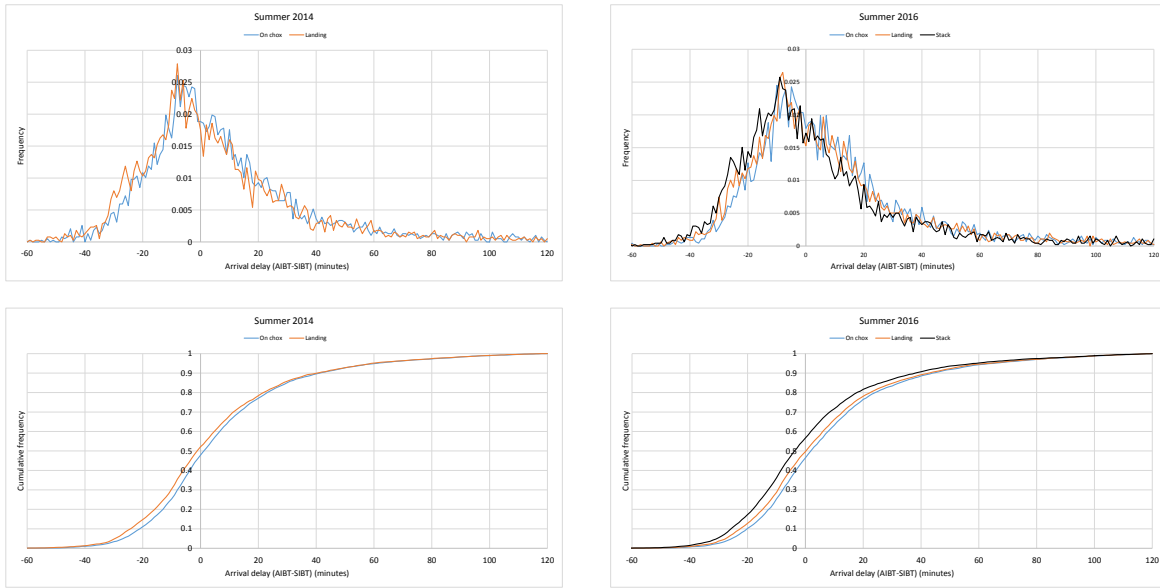 Summer 2014
On chox Landing
0.03
0.025
0.02
0.015
0.01
0.005
0
Frequency
-60 -40 -20 0 20 40 60 80 100 120
Arrival delay (AIBT-SIBT) (minutes)
Summer 2016
On chox Landing Stack
0.03
0.025
0.02
0.015
0.01
0.005
0
Frequency
-60 -40 -20 0 20 40 60 80 100 120
Arrival delay (AIBT-SIBT) (minutes)
Summer 2014
On chox Landing
1
0.9
0.8
0.7
0.6
0.5
0.4
0.3
0.2
0.1
0
Cumulative frequency
-60 -40 -20 0 20 40 60 80 100 120
Arrival delay (AIBT-SIBT) (minutes)
Summer 2016
On chox Landing Stack
1
0.9
0.8
0.7
0.6
0.5
0.4
0.3
0.2
0.1
0
Cumulative frequency
-60 -40 -20 0 20 40 60 80 100 120
Arrival delay (AIBT-SIBT) (minutes)